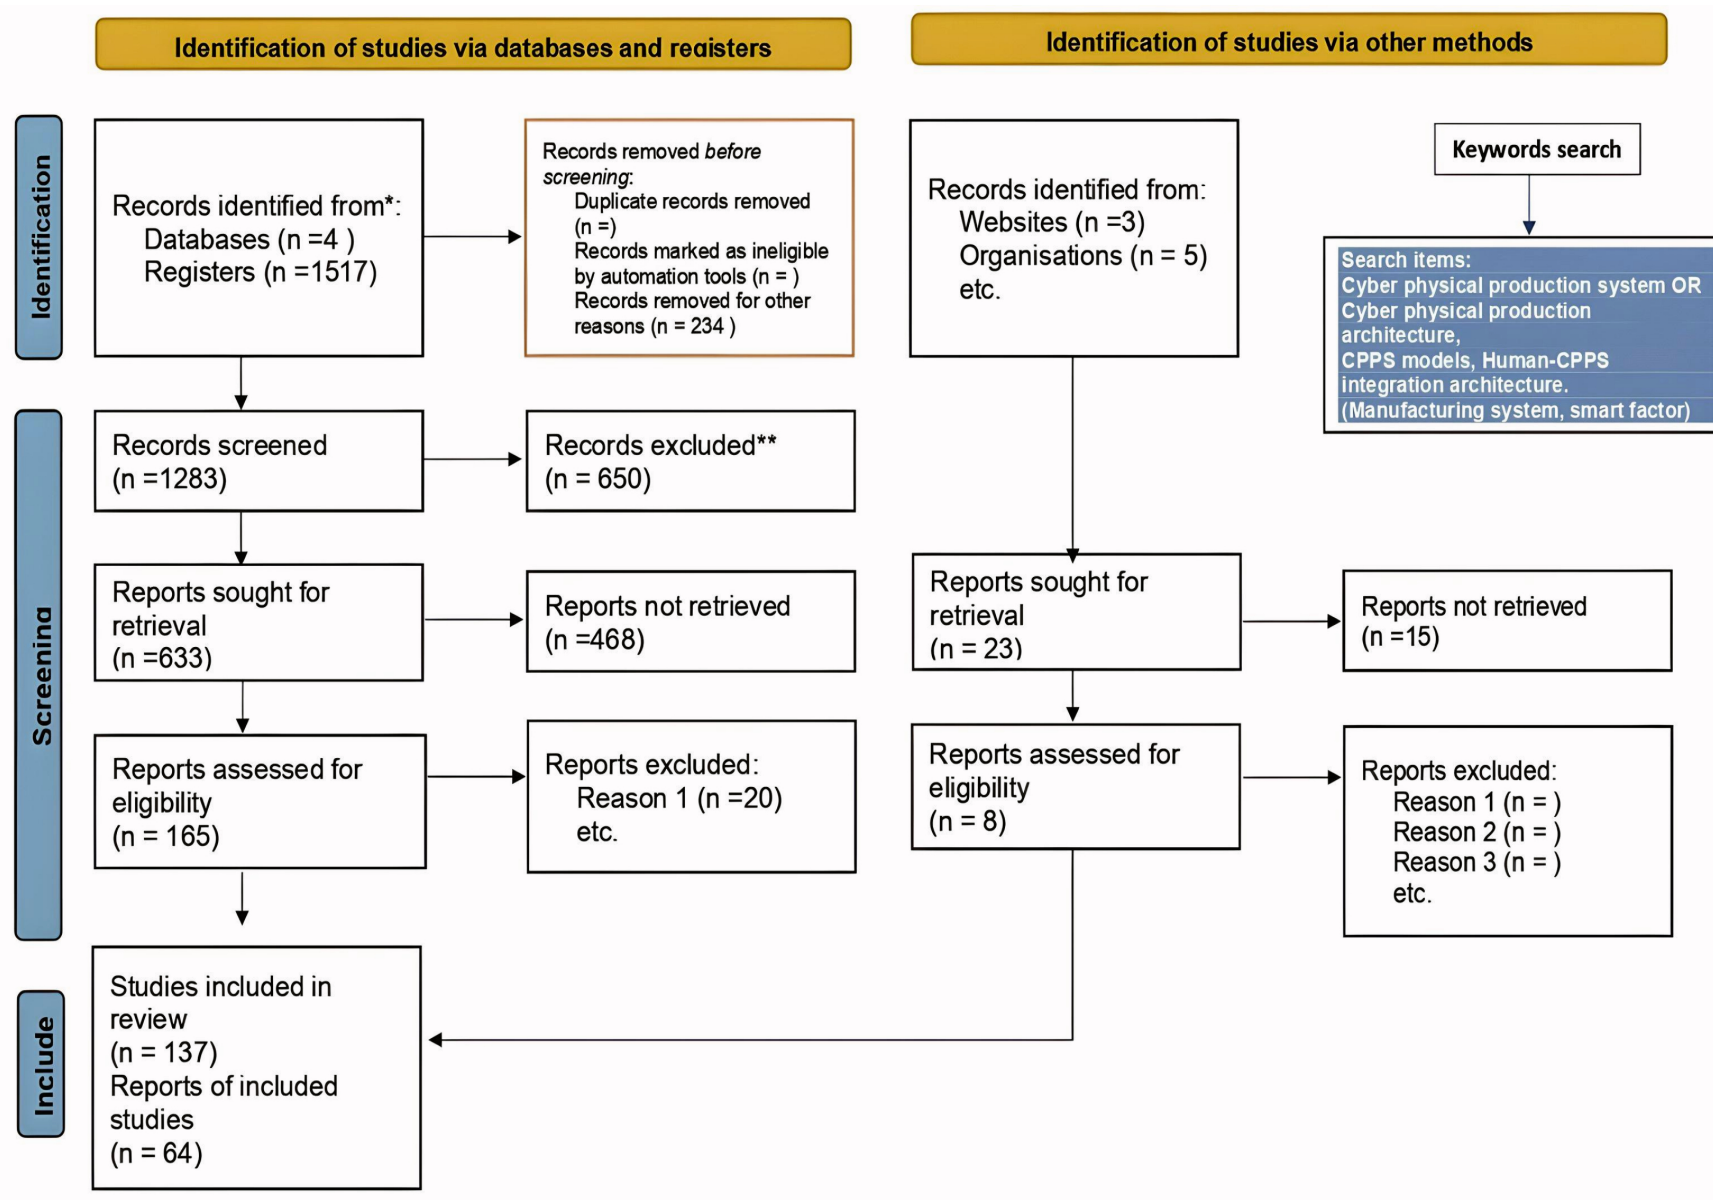 Identification of studies via databases and registers
Identification of studies via other methods
Identification
Records identified from*:
Databases (n =4 )
Registers (n =1517)
Records removed before
screening:
Duplicate records removed
(n =)
Records marked as ineligible
by automation tools (n = )
Records removed for other
reasons (n = 234 )
Records identified from:
Websites (n =3)
Organisations (n = 5)
etc.
Keywords search
Search items:
Cyber physical production system OR
Cyber physical production
architecture,
CPPS models, Human-CPPS
integration architecture.
(Manufacturing system, smart factor)
Screening
Records screened
(n =1283)
Records excluded**
(n = 650)
Reports sought for
retrieval
(n =633)
Reports not retrieved
(n =468)
Reports sought for
retrieval
(n = 23)
Reports not retrieved
(n =15)
Reports assessed for
eligibility
(n = 165)
Reports excluded:
Reason 1 (n =20)
etc.
Reports assessed for
eligibility
(n = 8)
Reports excluded:
Reason 1 (n = )
Reason 2 (n = )
Reason 3 (n = )
etc.
Include
Studies included in
review
(n = 137)
Reports of included
studies
(n = 64)